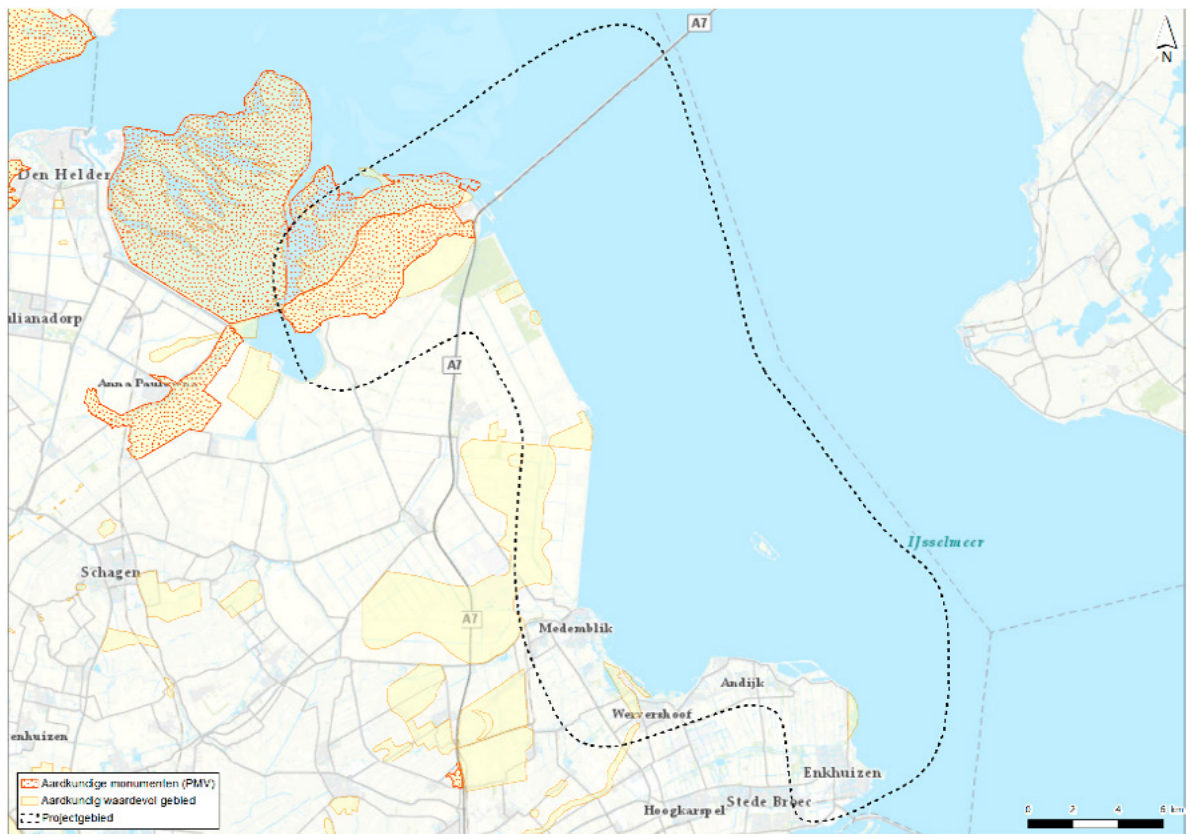 A7
N
Den Helder
ulianadorp
A7
IJsselmeer
Schagen
A7
Medemblik
Andijk
Wervershoof
enhuizen
Enkhuizen
Stede Broec
Hoogkarspel
Aardkundige monumenten (PMV)
Aardkundig waardevol gebied
Projectgebied
0 2 4 6 km